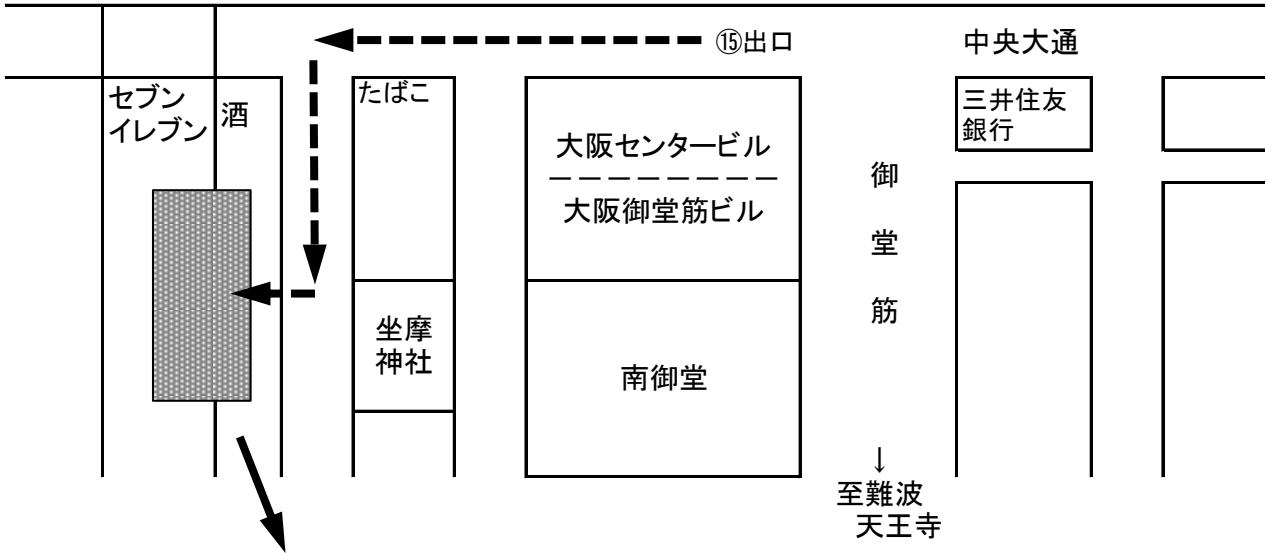 ⑮出口
中央大通
セブン
イレブン
酒
たばこ
大阪センタービル
大阪御堂筋ビル
三井住友
銀行
御堂筋
坐摩
神社
南御堂
↓
至難波
天王寺